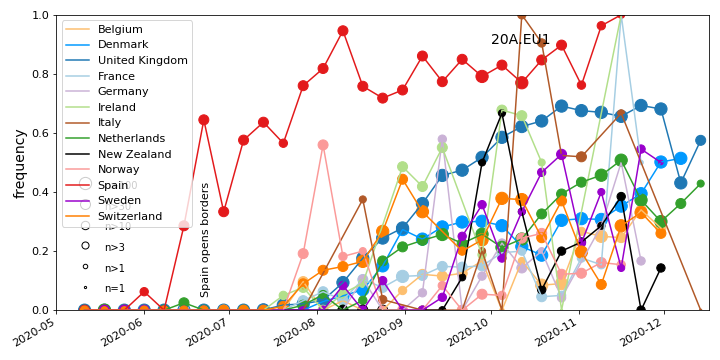 20A.EU1
frequency
1.0
0.8
0.6
0.4
0.2
0.0
Belgium
Denmark
United Kingdom
France
Germany
Ireland
Italy
Netherlands
New Zealand
Norway
Spain
Sweden
Switzerland
n>10
n>3
n>1
n=1
Spain opens borders
2020-05
2020-06
2020-07
2020-08
2020-09
2020-10
2020-11
2020-12